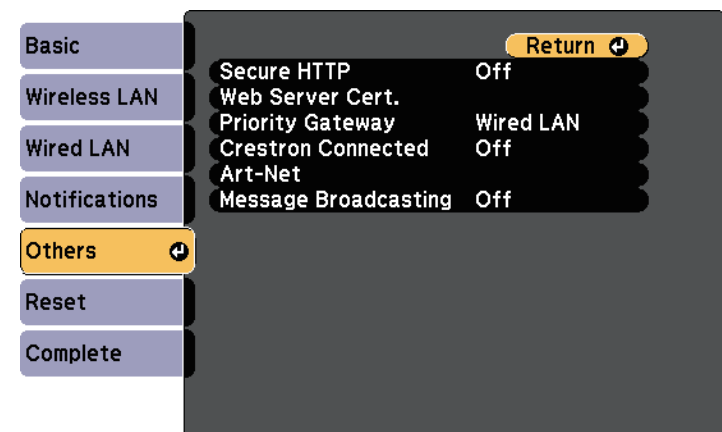 Basic
Wireless LAN
Wired LAN
Notifications
Others
Reset
Complete
Return
Secure HTTP Off
Web Server Cert.
Priority Gateway Wired LAN
Crestron Connected Off
Art-Net
Message Broadcasting Off